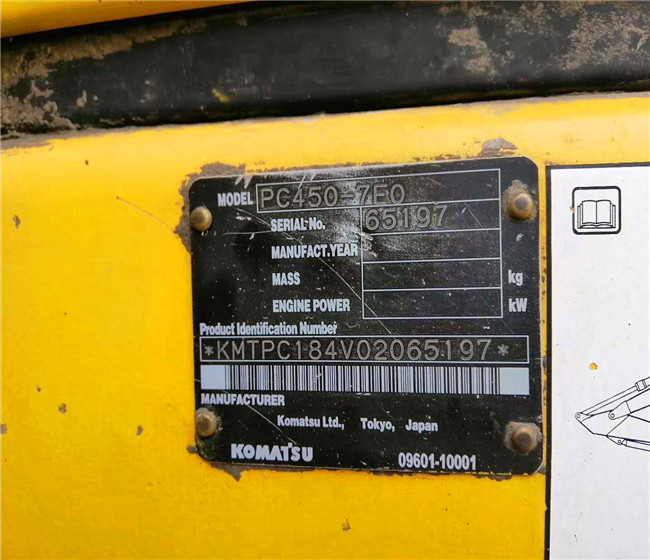 MODEL PC450-7E0
SERIAL No. 65197
MANUFACT.YEAR
MASS kg
ENGINE POWER kW
Product Identification Number
*KMTPC184V02065197*
MANUFACTURER
Komatsu Ltd., Tokyo, Japan
KOMATSU 09601-10001